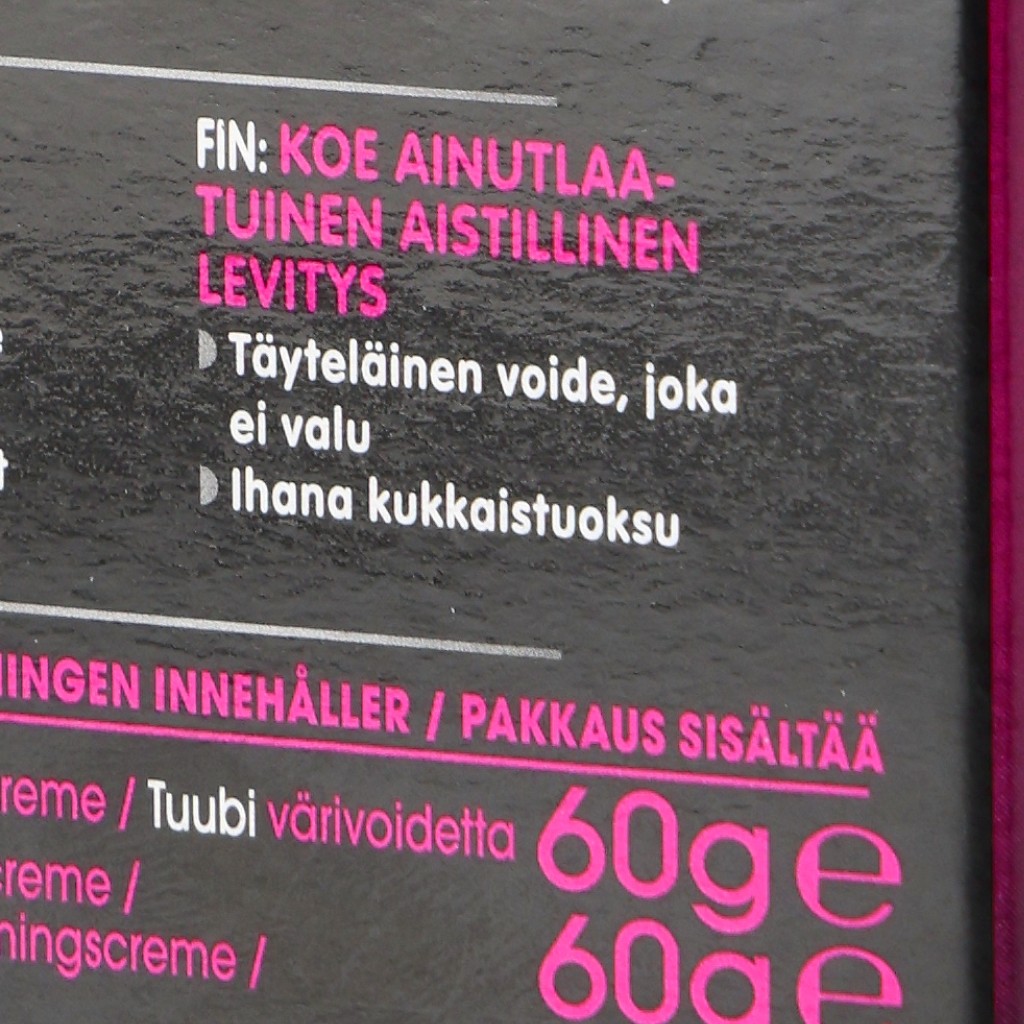 FIN: KOE AINUTLAA-
TUINEN AISTILLINEN
LEVITYS
Täyteläinen voide, joka
ei valu
Ihana kukkaistuoksu
INGEN INNEHÅLLER / PAKKAUS SISÄLTÄÄ
reme / Tuubi värivoidetta 60g e
creme /
ningscreme / 60g e